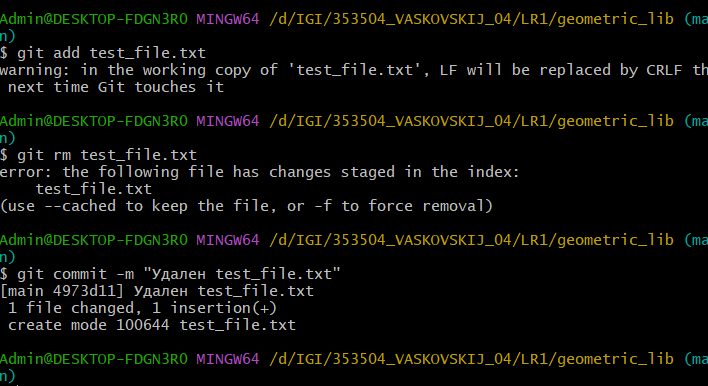 Admin@DESKTOP-FDGN3RO MINGW64 /d/IGI/353504_VASKOVSKIJ_04/LR1/geometric_lib (ma
n)
$ git add test_file.txt
warning: in the working copy of 'test_file.txt', LF will be replaced by CRLF th
 next time Git touches it

Admin@DESKTOP-FDGN3RO MINGW64 /d/IGI/353504_VASKOVSKIJ_04/LR1/geometric_lib (ma
n)
$ git rm test_file.txt
error: the following file has changes staged in the index:
    test_file.txt
(use --cached to keep the file, or -f to force removal)

Admin@DESKTOP-FDGN3RO MINGW64 /d/IGI/353504_VASKOVSKIJ_04/LR1/geometric_lib (ma
n)
$ git commit -m "Удален test_file.txt"
[main 4973d11] Удален test_file.txt
 1 file changed, 1 insertion(+)
 create mode 100644 test_file.txt

Admin@DESKTOP-FDGN3RO MINGW64 /d/IGI/353504_VASKOVSKIJ_04/LR1/geometric_lib (ma
n)